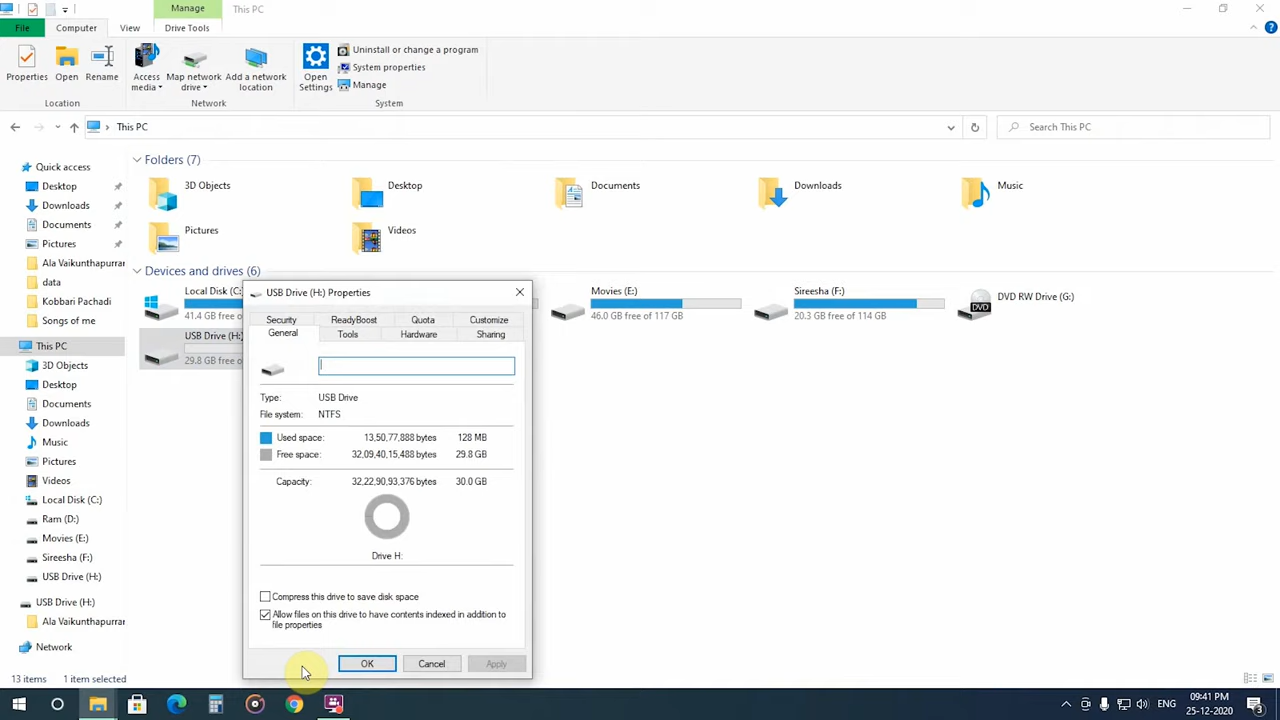 Manage
This PC
File
Computer
View
Drive Tools
Properties
Open
Rename
Access media
Map network drive
Add a network location
Open Settings
Uninstall or change a program
System properties
Manage
Location
Network
System
This PC
Search This PC
Quick access
Desktop
Downloads
Documents
Pictures
Ala Vaikunthapurrar
data
Kobbari Pachadi
Songs of me
This PC
3D Objects
Desktop
Documents
Downloads
Music
Pictures
Videos
Local Disk (C:)
Ram (D:)
Movies (E:)
Sireesha (F:)
USB Drive (H:)
USB Drive (H:)
Ala Vaikunthapurrar
Network
Folders (7)
3D Objects
Desktop
Documents
Downloads
Music
Pictures
Videos
Devices and drives (6)
Local Disk (C:
41.4 GB free o
Movies (E:)
46.0 GB free of 117 GB
Sireesha (F:)
20.3 GB free of 114 GB
DVD
DVD RW Drive (G:)
USB Drive (H:)
29.8 GB free o
USB Drive (H:) Properties
Security
ReadyBoost
Quota
Customize
General
Tools
Hardware
Sharing
Type: USB Drive
File system: NTFS
Used space: 13,50,77,888 bytes 128 MB
Free space: 32,09,40,15,488 bytes 29.8 GB
Capacity: 32,22,90,93,376 bytes 30.0 GB
Drive H:
Compress this drive to save disk space
Allow files on this drive to have contents indexed in addition to
file properties
OK
Cancel
Apply
13 items
1 item selected
ENG
09:41 PM
25-12-2020
3